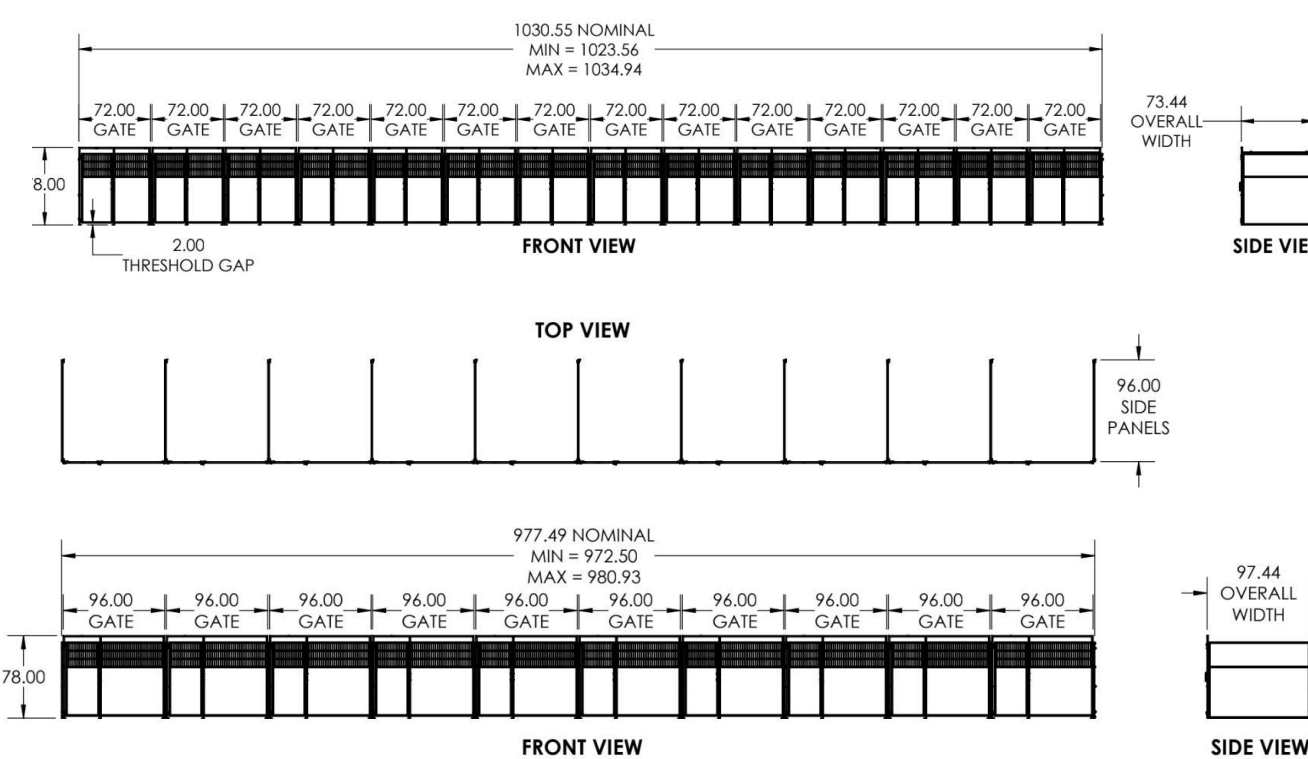 1030.55 NOMINAL
MIN = 1023.56
MAX = 1034.94
72.00 72.00 72.00 72.00 72.00 72.00 72.00 72.00 72.00 72.00 72.00 72.00 72.00 72.00
GATE GATE GATE GATE GATE GATE GATE GATE GATE GATE GATE GATE GATE GATE
73.44
OVERALL
WIDTH
8.00
2.00
THRESHOLD GAP
FRONT VIEW
SIDE VIE
TOP VIEW
96.00
SIDE
PANELS
977.49 NOMINAL
MIN = 972.50
MAX = 980.93
96.00 96.00 96.00 96.00 96.00 96.00 96.00 96.00 96.00 96.00
GATE GATE GATE GATE GATE GATE GATE GATE GATE GATE
97.44
OVERALL
WIDTH
78.00
FRONT VIEW
SIDE VIEW